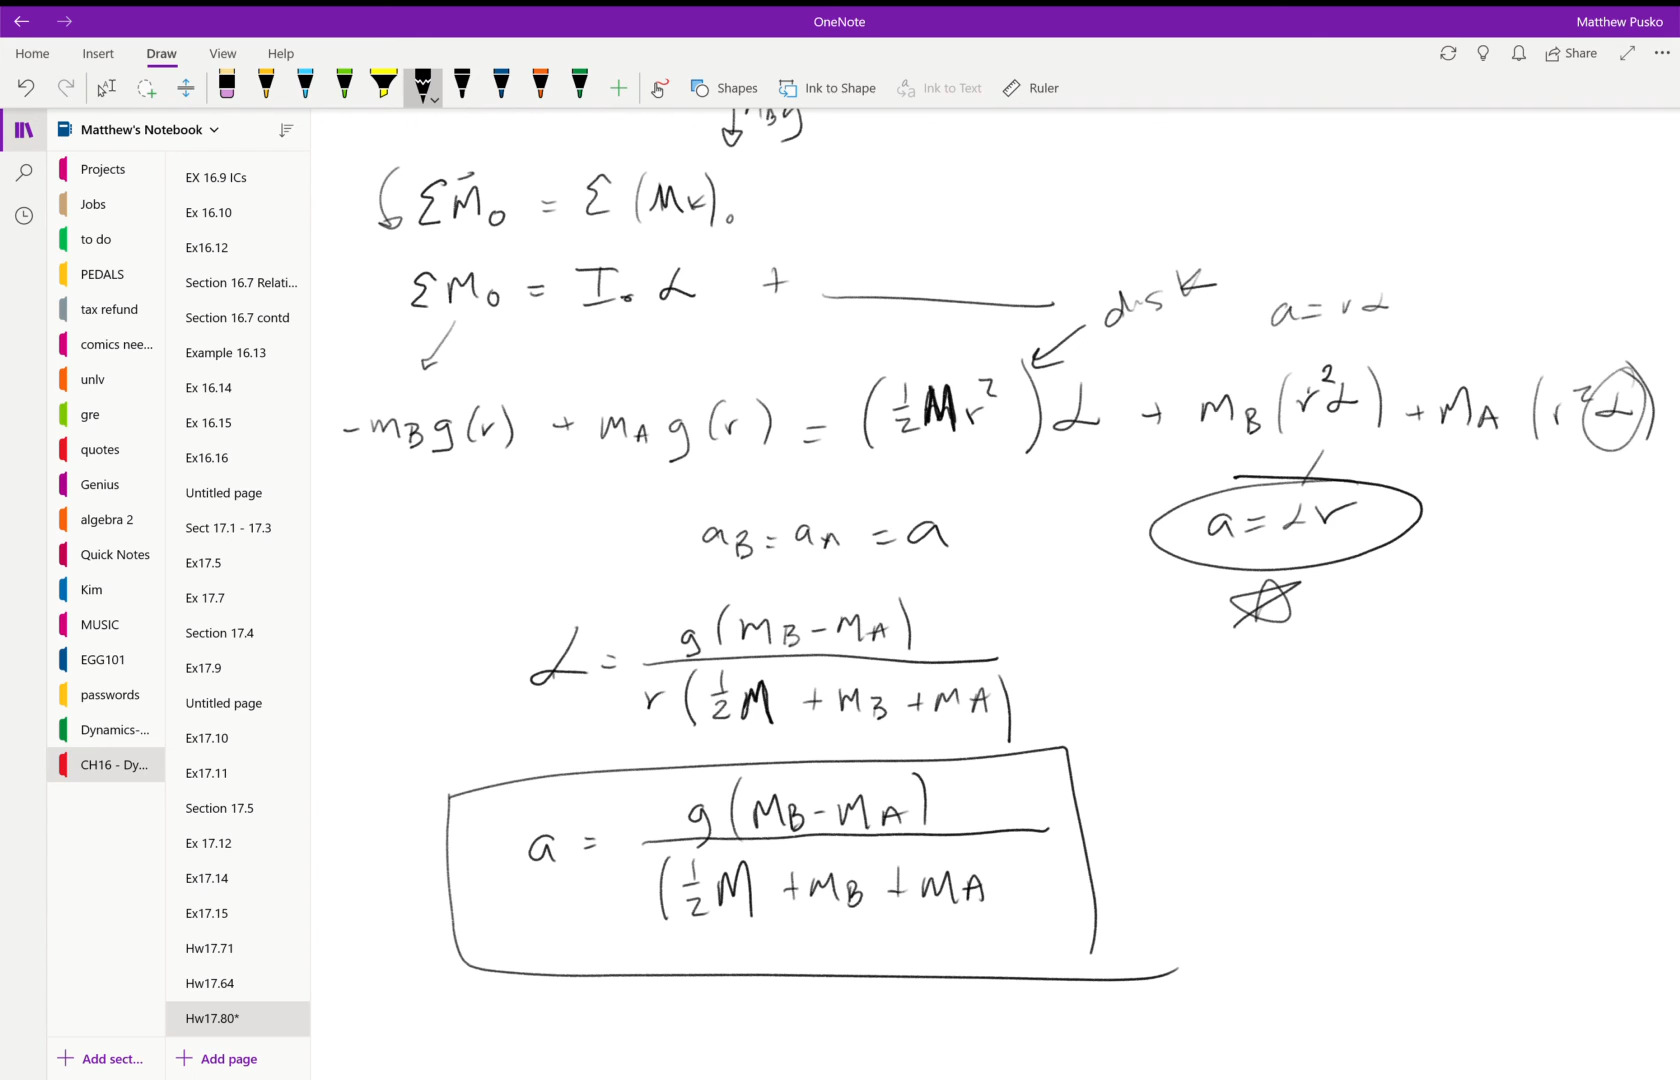 OneNote
Matthew Pusko
Home Insert Draw View Help
Share
Shapes Ink to Shape Ink to Text Ruler
Matthew's Notebook
Projects
Jobs
to do
PEDALS
tax refund
comics nee...
unlv
gre
quotes
Genius
algebra 2
Quick Notes
Kim
MUSIC
EGG101
passwords
Dynamics-...
CH16 - Dy...
Add sect...
EX 16.9 ICs
Ex 16.10
Ex16.12
Section 16.7 Relati...
Section 16.7 contd
Example 16.13
Ex 16.14
Ex 16.15
Ex16.16
Untitled page
Sect 17.1 - 17.3
Ex17.5
Ex 17.7
Section 17.4
Ex17.9
Untitled page
Ex17.10
Ex17.11
Section 17.5
Ex 17.12
Ex17.14
Ex17.15
Hw17.71
Hw17.64
Hw17.80*
Add page
ΣM₀ = Σ(Mk)₀
ΣM₀ = I₀ α + ____
a = rα
-mB g(r) + mA g(r) = (½Mr²)α + mB(r²α) + mA(r²α)
aB = aA = a
a = αr
α = g(mB - mA) / r(½M + mB + mA)
a = g(mB - mA) / (½M + mB + mA